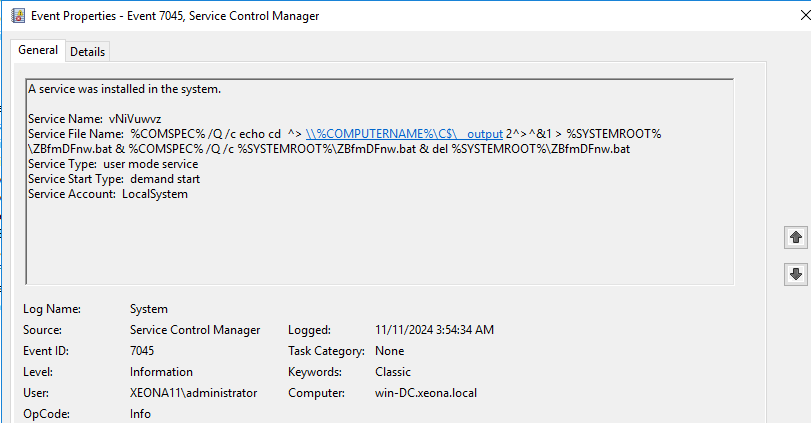 Event Properties - Event 7045, Service Control Manager
General Details
A service was installed in the system.
Service Name: vNiVuwvz
Service File Name: %COMSPEC% /Q /c echo cd ^> \\%COMPUTERNAME%\C$\__output 2^>^&1 > %SYSTEMROOT%
\ZBfmDFnw.bat & %COMSPEC% /Q /c %SYSTEMROOT%\ZBfmDFnw.bat & del %SYSTEMROOT%\ZBfmDFnw.bat
Service Type: user mode service
Service Start Type: demand start
Service Account: LocalSystem
Log Name: System
Source: Service Control Manager Logged: 11/11/2024 3:54:34 AM
Event ID: 7045 Task Category: None
Level: Information Keywords: Classic
User: XEONA11\administrator Computer: win-DC.xeona.local
OpCode: Info